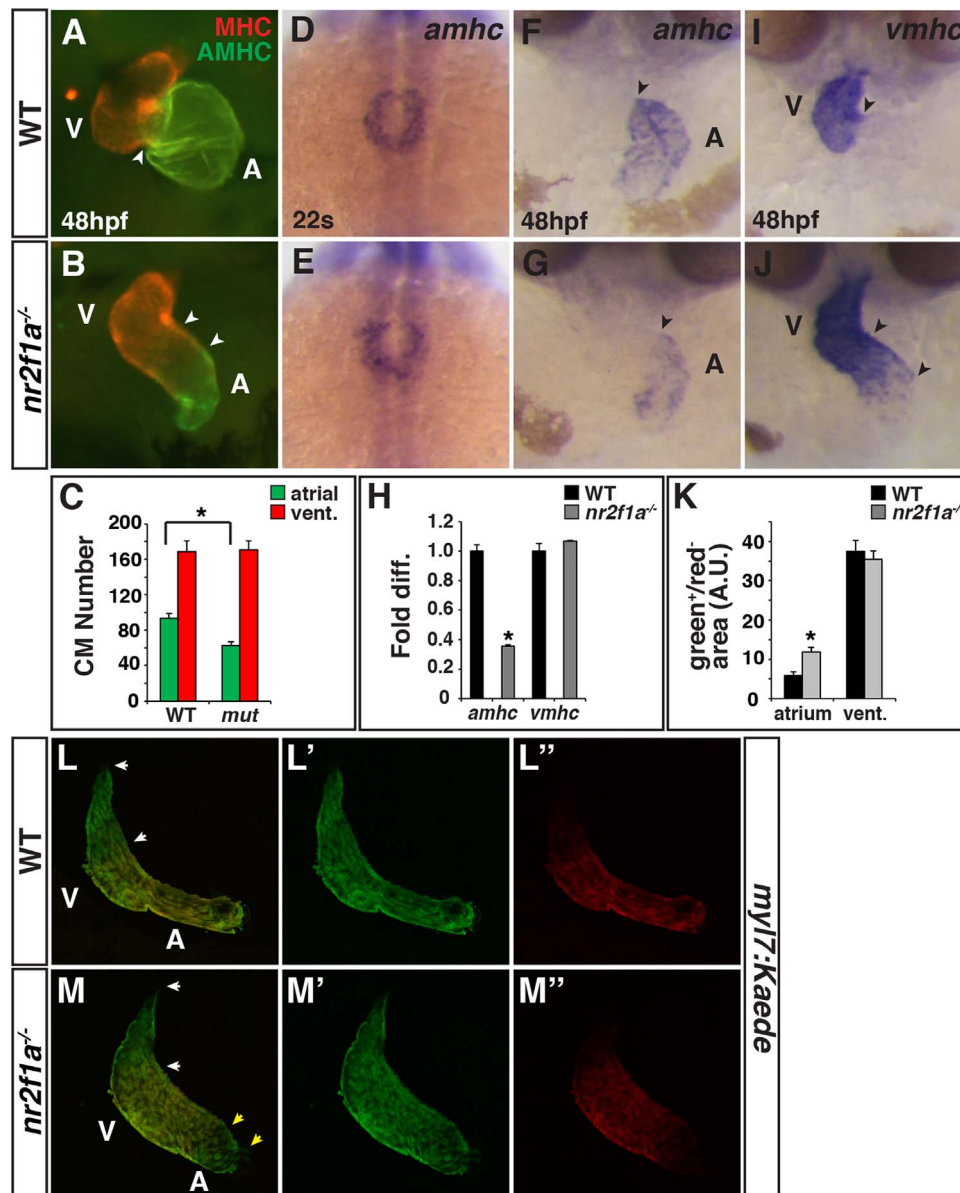 WT
nr2f1a-/-
A
MHC
AMHC
V
A
48hpf
D
amhc
22s
F
amhc
A
48hpf
I
vmhc
V
48hpf
B
V
A
E
G
A
J
V
C
atrial
vent.
*
CM Number
200
160
120
80
40
0
WT
mut
H
WT
nr2f1a-/-
Fold diff.
1.2
1.0
0.8
0.6
0.4
0.2
0
*
amhc
vmhc
K
WT
nr2f1a-/-
green+/red-
area (A.U.)
40
30
20
10
0
*
atrium
vent.
WT
nr2f1a-/-
L
V
A
L’
L’’
M
V
A
M’
M’’
myl7:Kaede